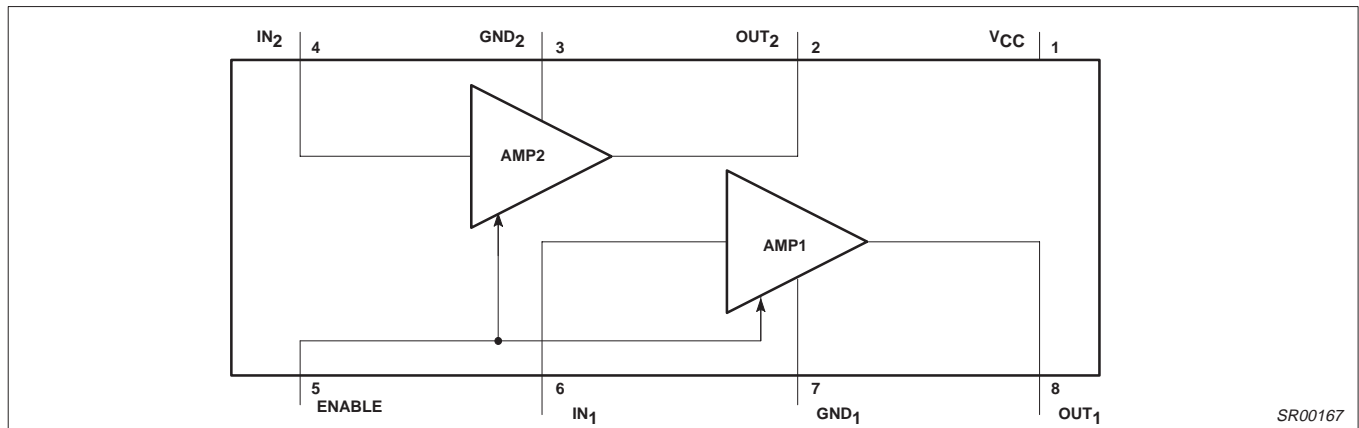 IN2 GND2 OUT2 VCC
4 3 2 1
AMP2
AMP1
5 6 7 8
ENABLE IN1 GND1 OUT1
SR00167